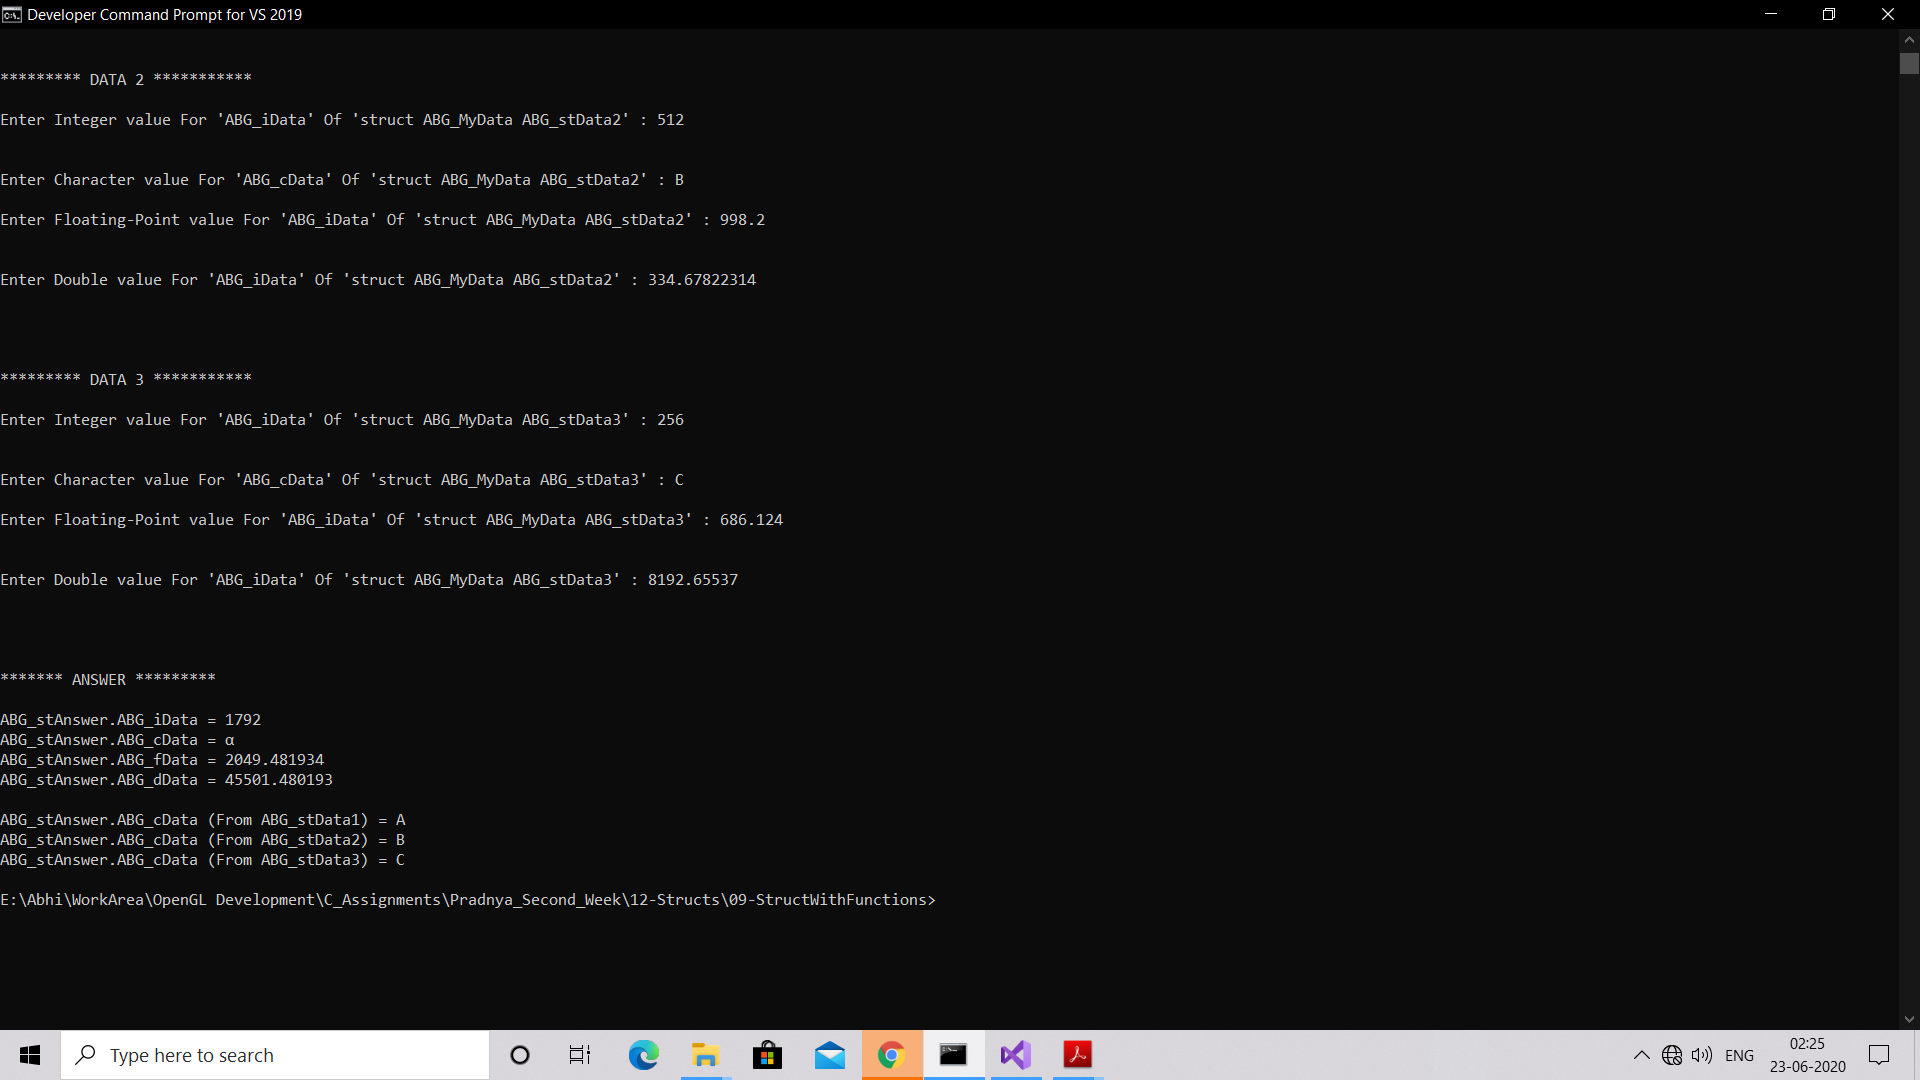 Developer Command Prompt for VS 2019
********* DATA 2 ***********
Enter Integer value For 'ABG_iData' Of 'struct ABG_MyData ABG_stData2' : 512
Enter Character value For 'ABG_cData' Of 'struct ABG_MyData ABG_stData2' : B
Enter Floating-Point value For 'ABG_iData' Of 'struct ABG_MyData ABG_stData2' : 998.2
Enter Double value For 'ABG_iData' Of 'struct ABG_MyData ABG_stData2' : 334.67822314
********* DATA 3 ***********
Enter Integer value For 'ABG_iData' Of 'struct ABG_MyData ABG_stData3' : 256
Enter Character value For 'ABG_cData' Of 'struct ABG_MyData ABG_stData3' : C
Enter Floating-Point value For 'ABG_iData' Of 'struct ABG_MyData ABG_stData3' : 686.124
Enter Double value For 'ABG_iData' Of 'struct ABG_MyData ABG_stData3' : 8192.65537
******* ANSWER *********
ABG_stAnswer.ABG_iData = 1792
ABG_stAnswer.ABG_cData = α
ABG_stAnswer.ABG_fData = 2049.481934
ABG_stAnswer.ABG_dData = 45501.480193
ABG_stAnswer.ABG_cData (From ABG_stData1) = A
ABG_stAnswer.ABG_cData (From ABG_stData2) = B
ABG_stAnswer.ABG_cData (From ABG_stData3) = C
E:\Abhi\WorkArea\OpenGL Development\C_Assignments\Pradnya_Second_Week\12-Structs\09-StructWithFunctions>
Type here to search
ENG
02:25
23-06-2020